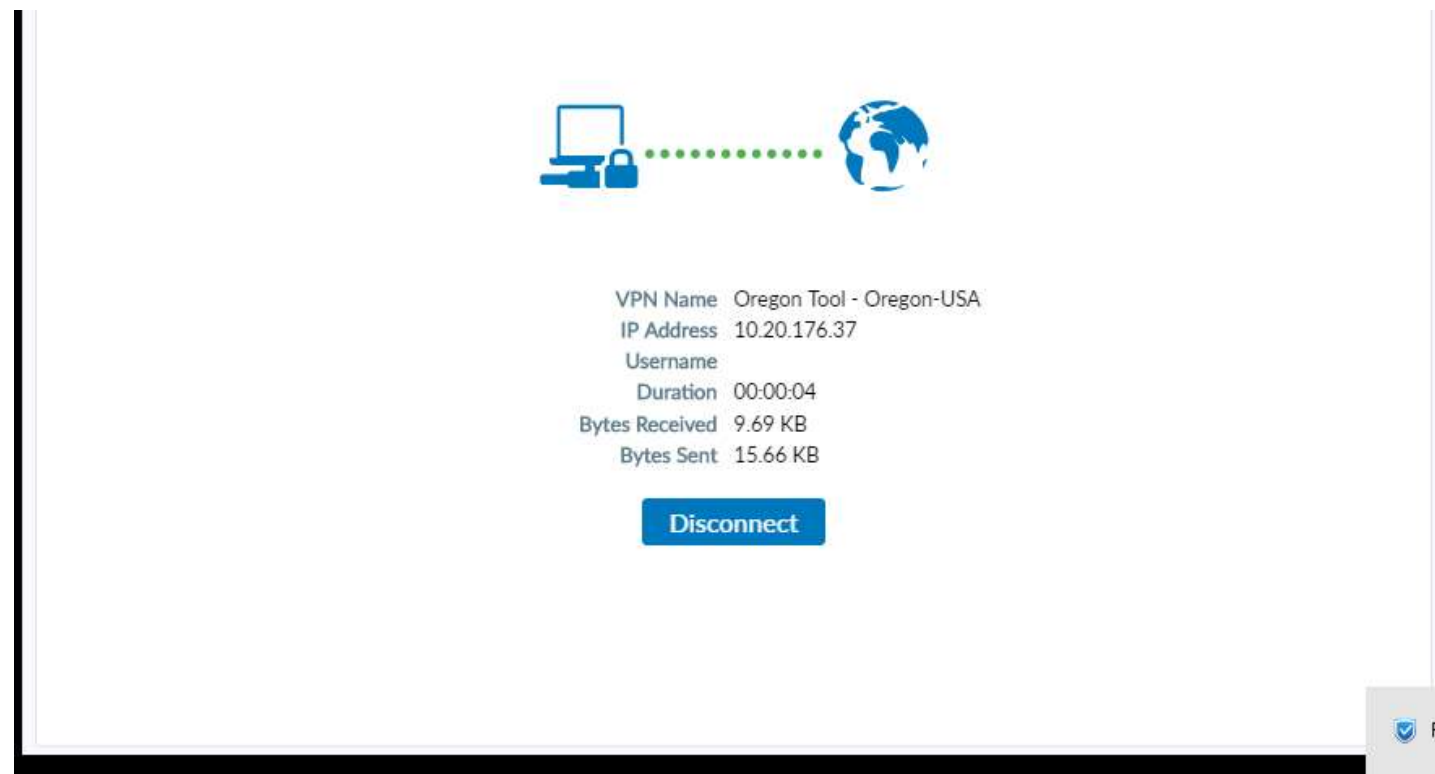 VPN Name Oregon Tool - Oregon-USA
IP Address 10.20.176.37
Username
Duration 00:00:04
Bytes Received 9.69 KB
Bytes Sent 15.66 KB
Disconnect